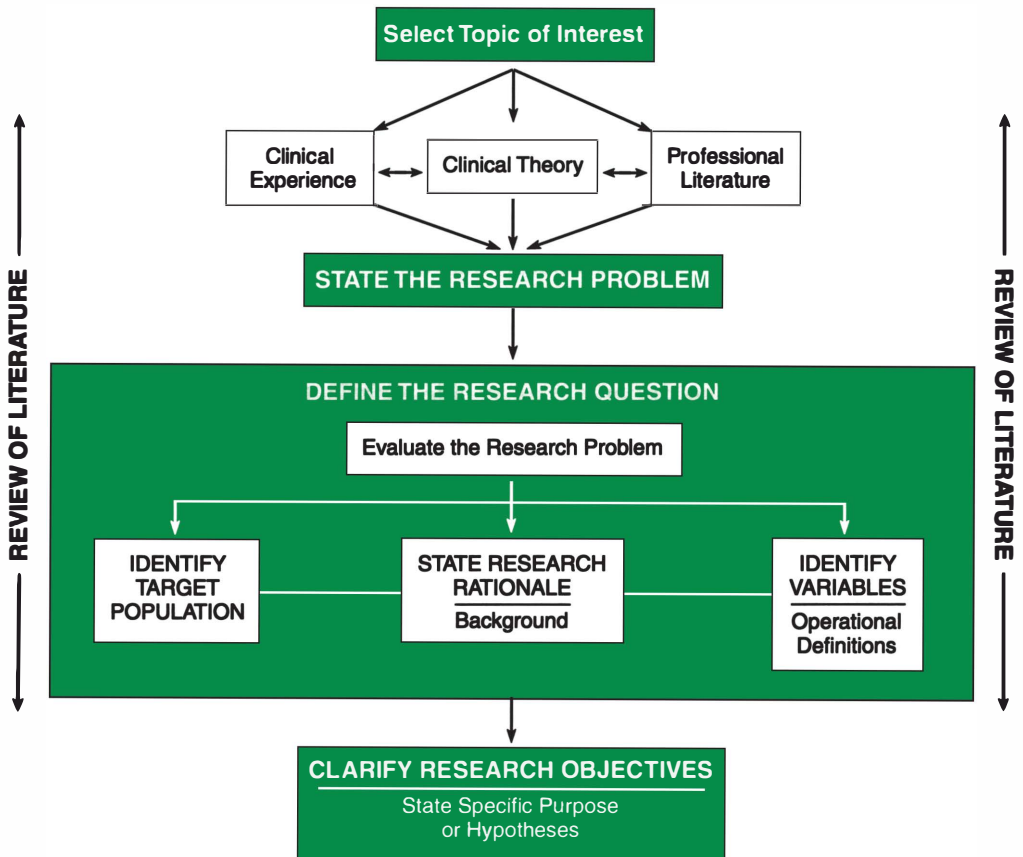 Select Topic of Interest
Clinical
Experience
Clinical Theory
Professional
Literature
STATE THE RESEARCH PROBLEM
REVIEW OF LITERATURE
REVIEW OF LITERATURE
DEFINE THE RESEARCH QUESTION
Evaluate the Research Problem
IDENTIFY
TARGET
POPULATION
STATE RESEARCH
RATIONALE
Background
IDENTIFY
VARIABLES
Operational
Definitions
CLARIFY RESEARCH OBJECTIVES
State Specific Purpose
or Hypotheses